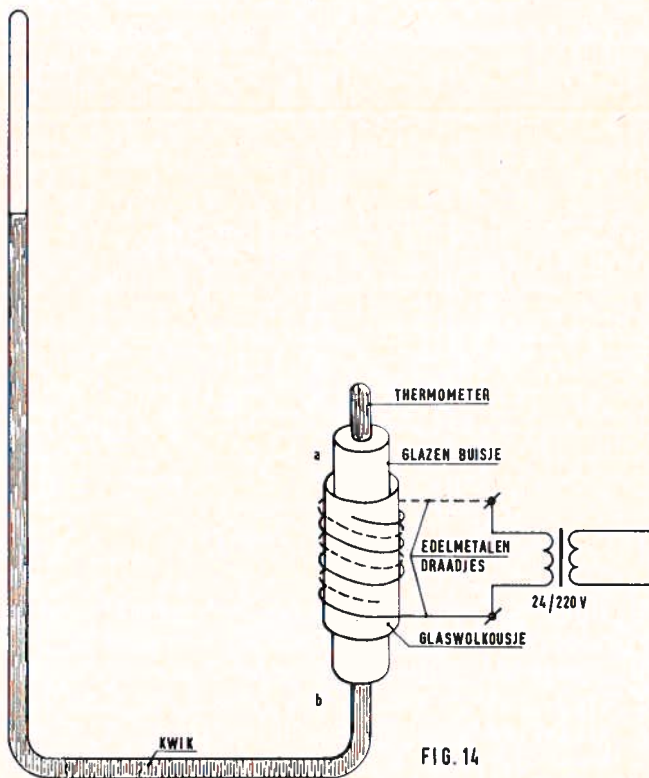 THERMOMETER
a
GLAZEN BUISJE
EDELMETALEN
DRAADJES
24/220 V
GLASWOLKOUSJE
b
KWIK
FIG. 14